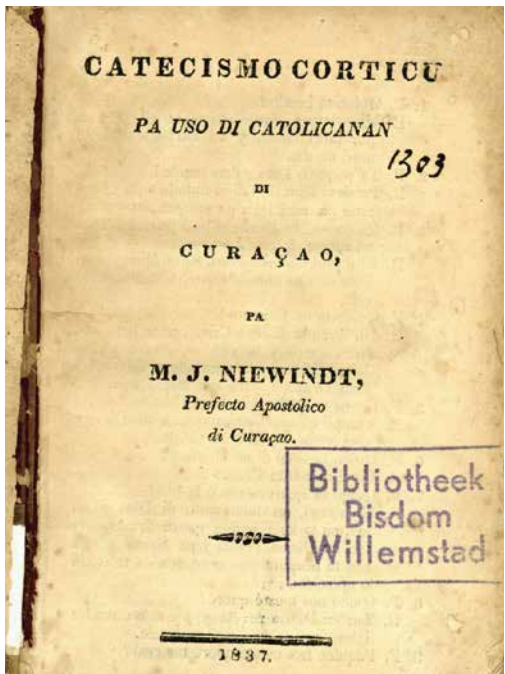 CATECISMO CORTICU
PA USO DI CATOLICANAN
1303
DI
CURAÇAO,
PA
M. J. NIEWINDT,
Prefecto Apostolico
di Curaçao.
Bibliotheek
Bisdom
Willemstad
1837.